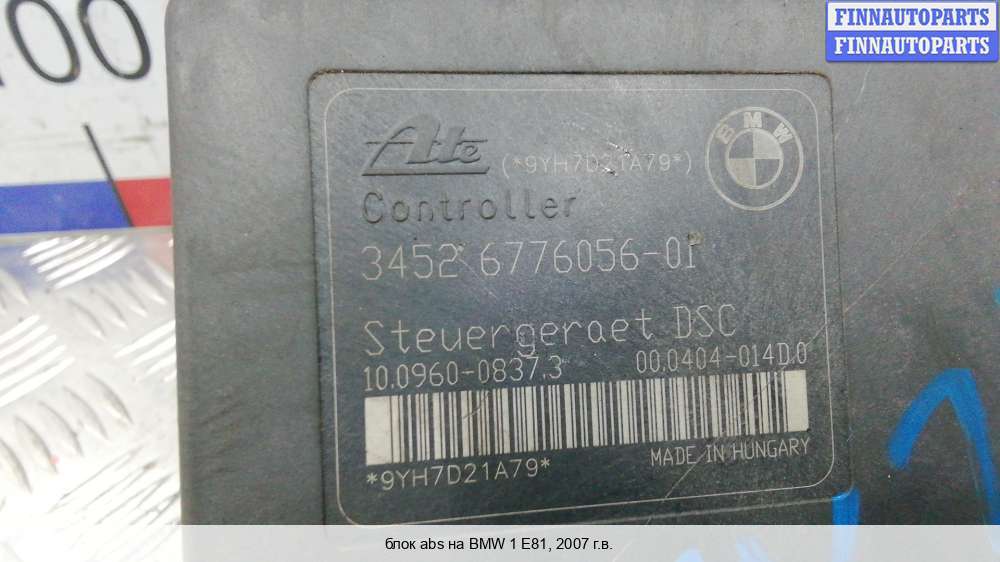 FINNAUTOPARTS
FINNAUTOPARTS
00
BMW
Ate (*9YH7D21A79*)
Controller
3452 6776056-01
Steuergeraet DSC
10.0960-0837.3 00.0404-014D.0
*9YH7D21A79* MADE IN HUNGARY
блок abs на BMW 1 E81, 2007 г.в.